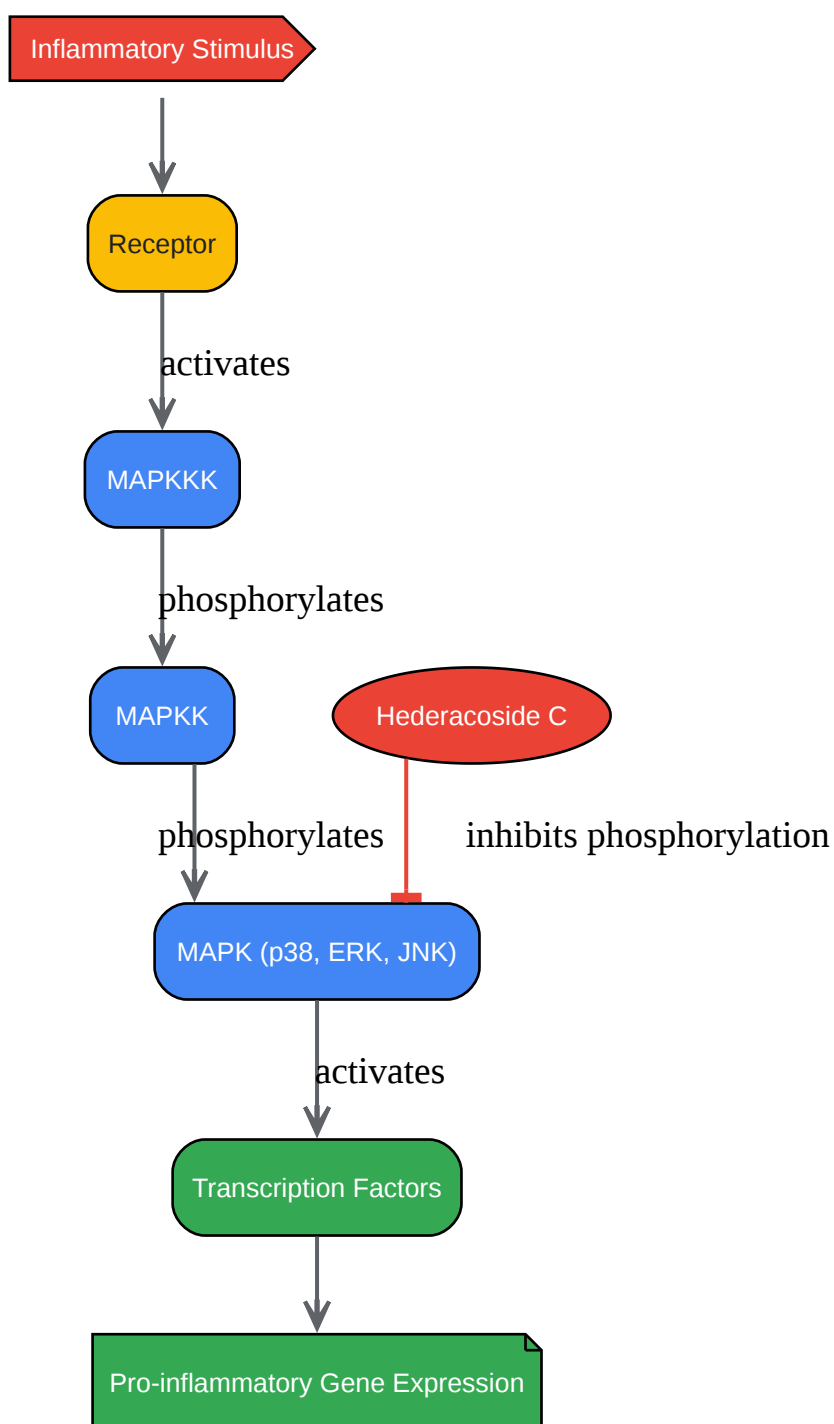 Inflammatory Stimulus
Receptor
activates
MAPKKK
phosphorylates
MAPKK
Hederacoside C
phosphorylates
inhibits phosphorylation
MAPK (p38, ERK, JNK)
activates
Transcription Factors
Pro-inflammatory Gene Expression